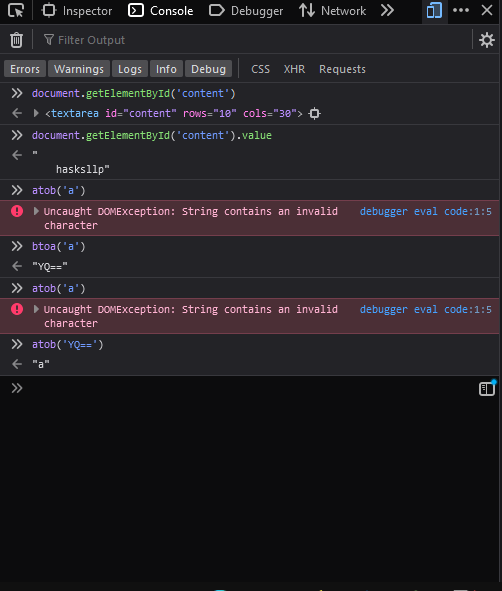 Inspector Console Debugger Network
Filter Output
Errors Warnings Logs Info Debug CSS XHR Requests
document.getElementById('content')
<textarea id="content" rows="10" cols="30">
document.getElementById('content').value
"
hasksllp"
atob('a')
Uncaught DOMException: String contains an invalid debugger eval code:1:5
character
btoa('a')
"YQ=="
atob('a')
Uncaught DOMException: String contains an invalid debugger eval code:1:5
character
atob('YQ==')
"a"